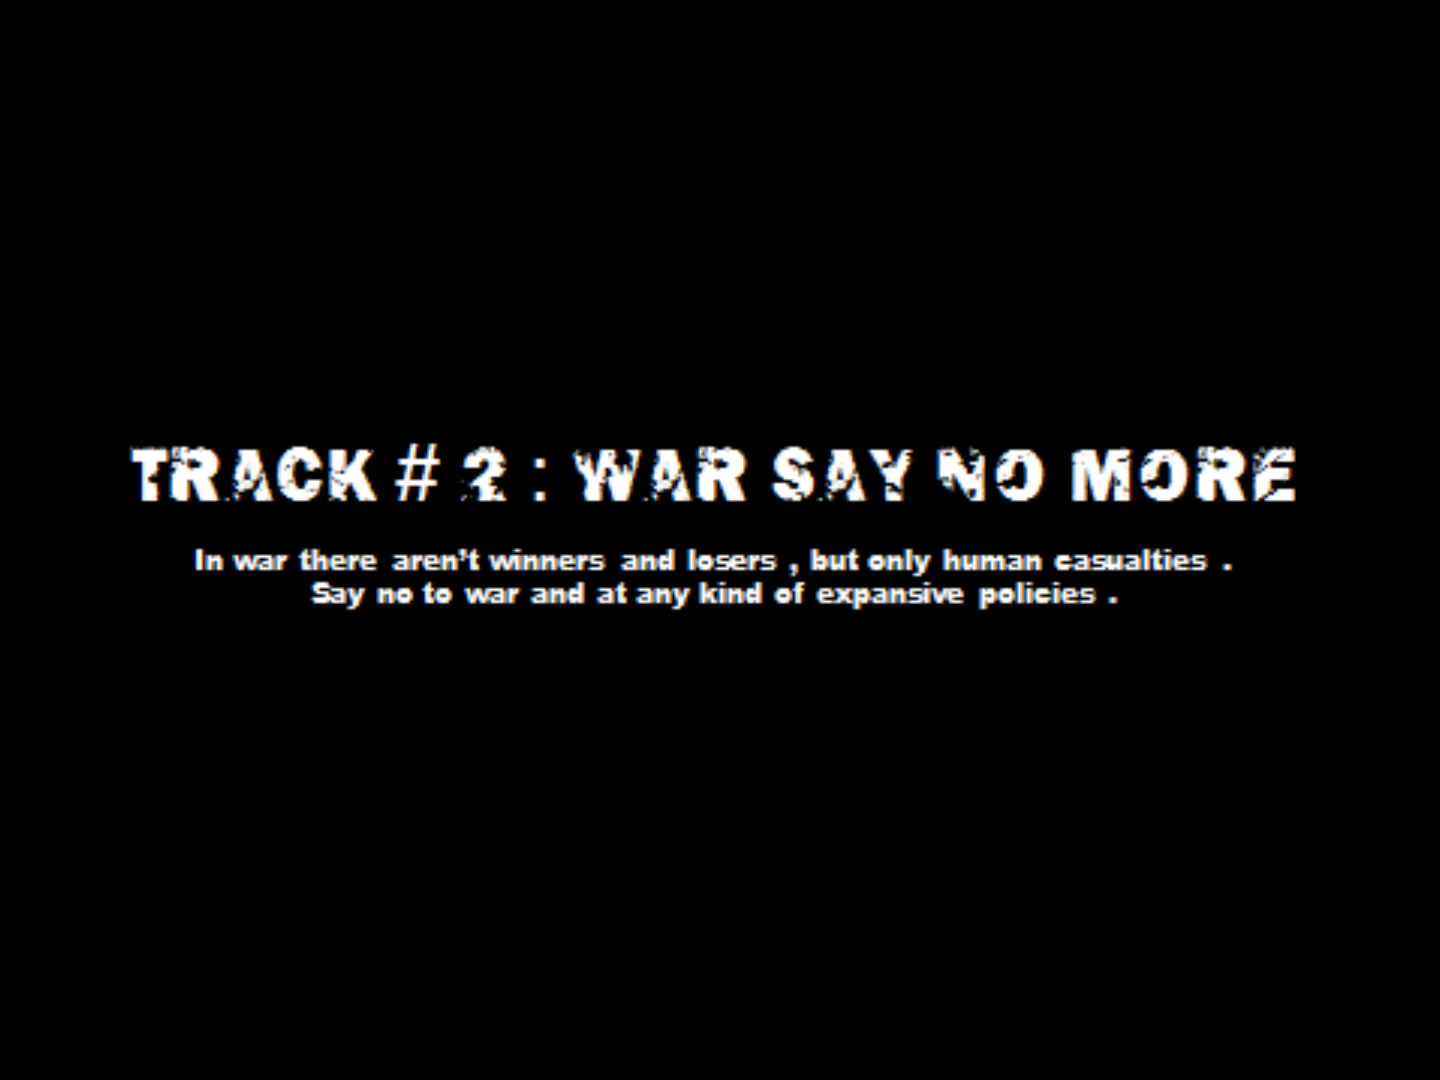 TRACK # 2 : WAR SAY NO MORE
In war there aren't winners and losers , but only human casualties .
Say no to war and at any kind of expansive policies .